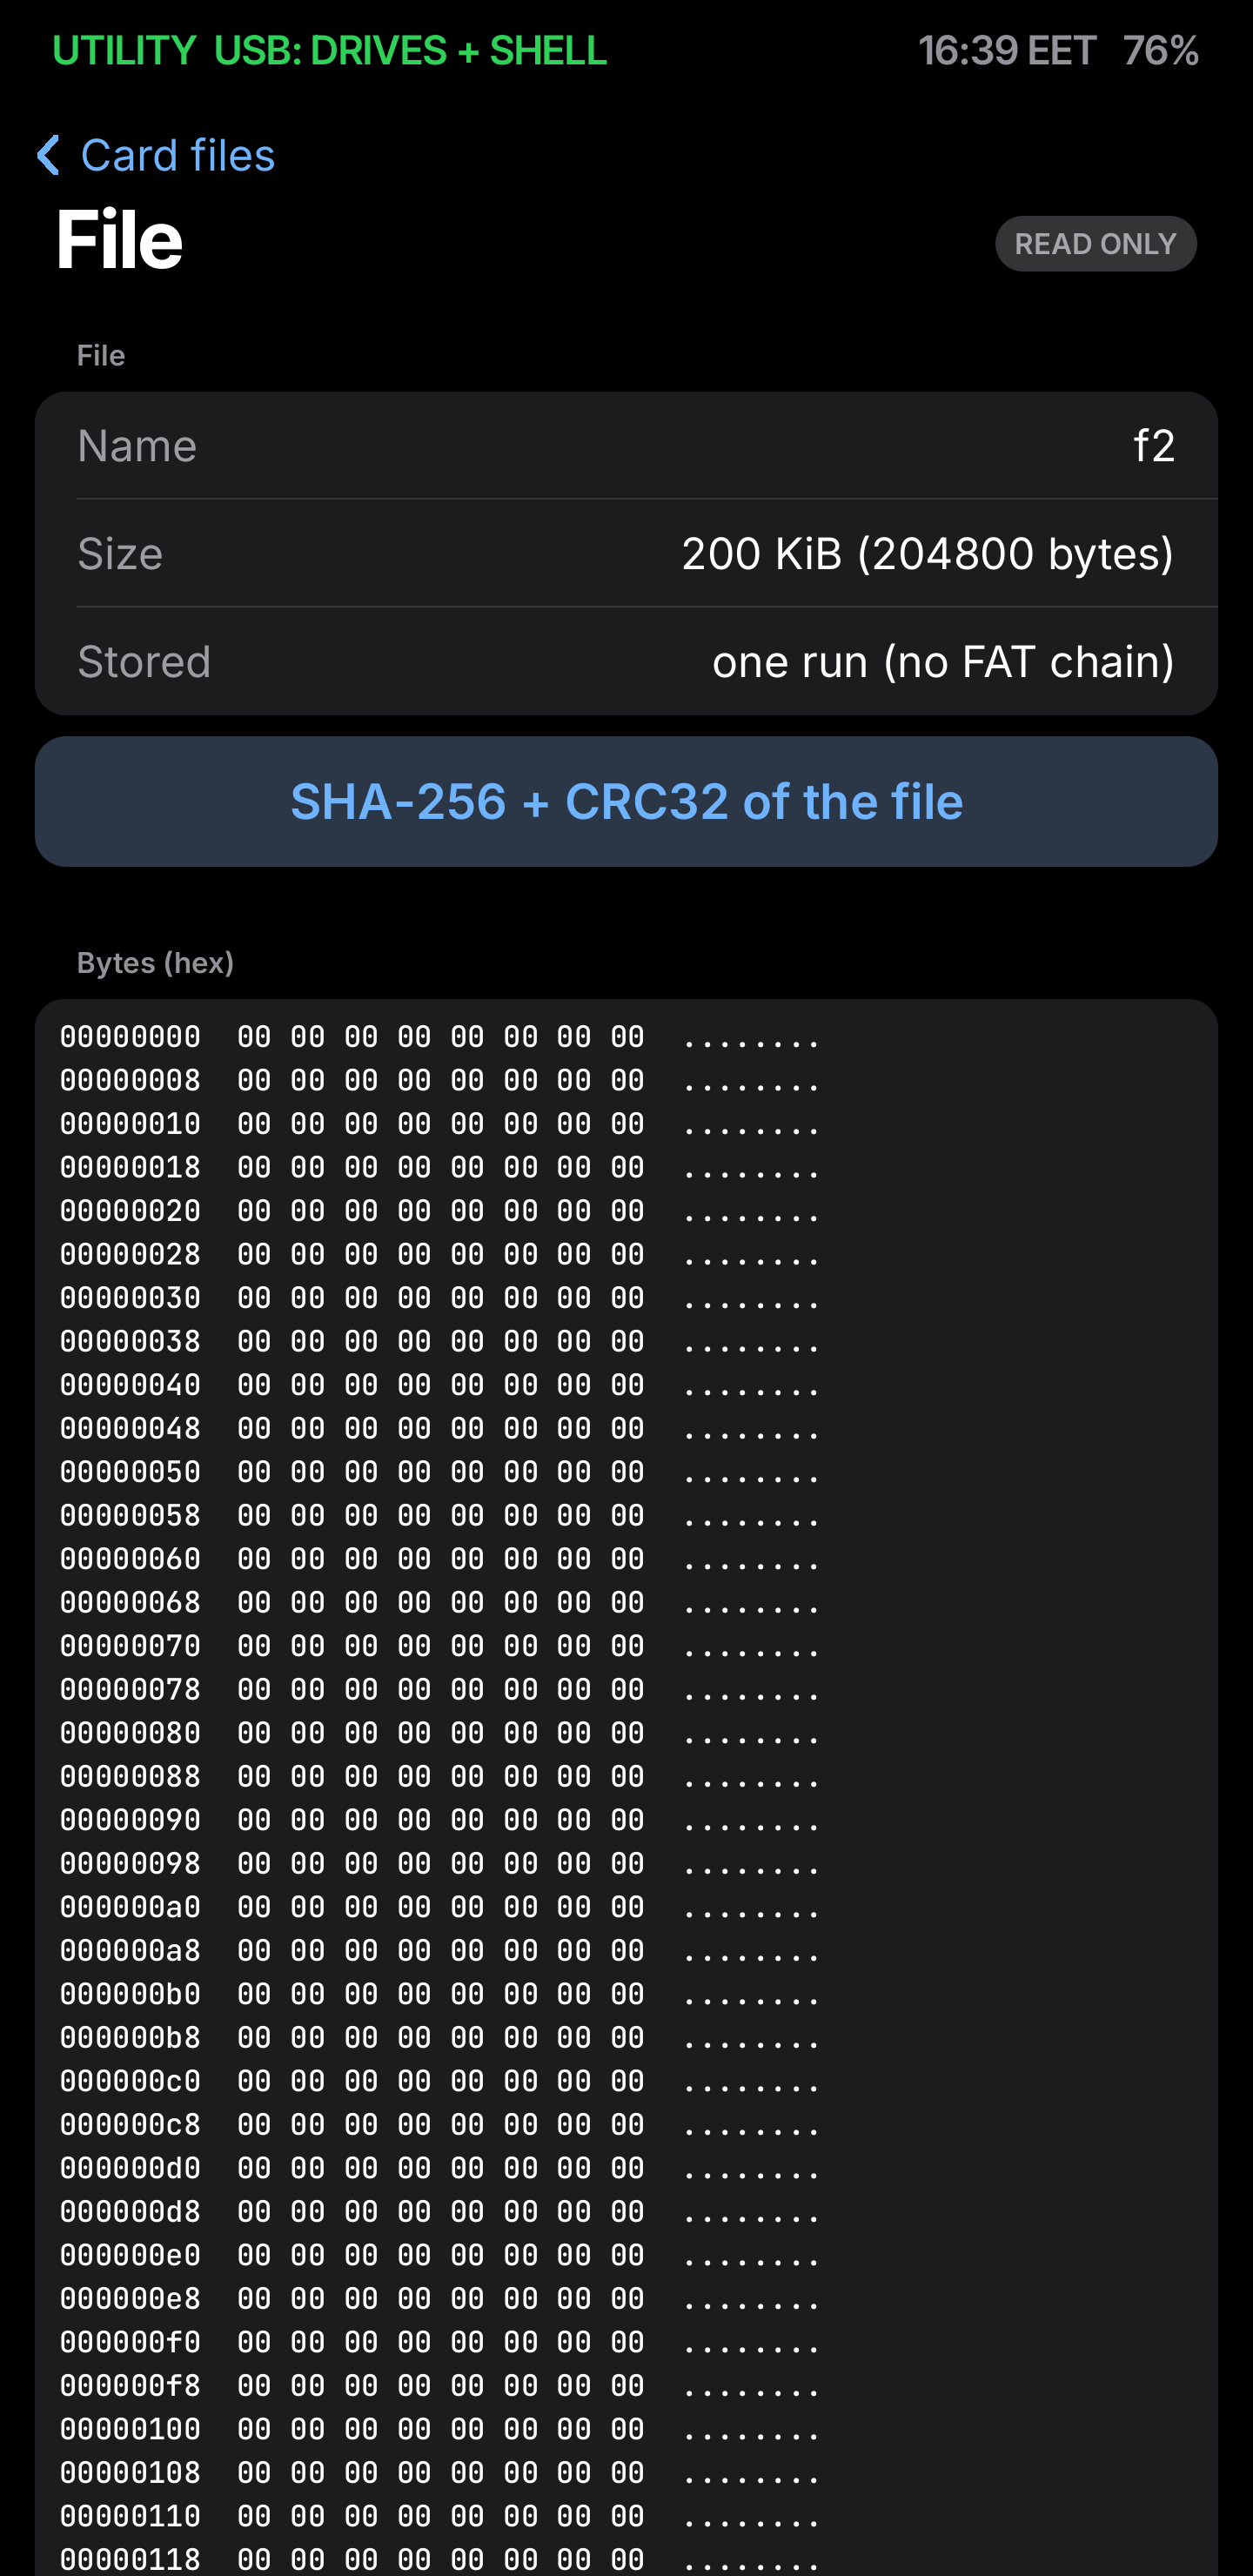 UTILITY USB: DRIVES + SHELL 16:39 EET 76%
Card files
File READ ONLY
File
Name f2
Size 200 KiB (204800 bytes)
Stored one run (no FAT chain)
SHA-256 + CRC32 of the file
Bytes (hex)
00000000 00 00 00 00 00 00 00 00 ........
00000008 00 00 00 00 00 00 00 00 ........
00000010 00 00 00 00 00 00 00 00 ........
00000018 00 00 00 00 00 00 00 00 ........
00000020 00 00 00 00 00 00 00 00 ........
00000028 00 00 00 00 00 00 00 00 ........
00000030 00 00 00 00 00 00 00 00 ........
00000038 00 00 00 00 00 00 00 00 ........
00000040 00 00 00 00 00 00 00 00 ........
00000048 00 00 00 00 00 00 00 00 ........
00000050 00 00 00 00 00 00 00 00 ........
00000058 00 00 00 00 00 00 00 00 ........
00000060 00 00 00 00 00 00 00 00 ........
00000068 00 00 00 00 00 00 00 00 ........
00000070 00 00 00 00 00 00 00 00 ........
00000078 00 00 00 00 00 00 00 00 ........
00000080 00 00 00 00 00 00 00 00 ........
00000088 00 00 00 00 00 00 00 00 ........
00000090 00 00 00 00 00 00 00 00 ........
00000098 00 00 00 00 00 00 00 00 ........
000000a0 00 00 00 00 00 00 00 00 ........
000000a8 00 00 00 00 00 00 00 00 ........
000000b0 00 00 00 00 00 00 00 00 ........
000000b8 00 00 00 00 00 00 00 00 ........
000000c0 00 00 00 00 00 00 00 00 ........
000000c8 00 00 00 00 00 00 00 00 ........
000000d0 00 00 00 00 00 00 00 00 ........
000000d8 00 00 00 00 00 00 00 00 ........
000000e0 00 00 00 00 00 00 00 00 ........
000000e8 00 00 00 00 00 00 00 00 ........
000000f0 00 00 00 00 00 00 00 00 ........
000000f8 00 00 00 00 00 00 00 00 ........
00000100 00 00 00 00 00 00 00 00 ........
00000108 00 00 00 00 00 00 00 00 ........
00000110 00 00 00 00 00 00 00 00 ........
00000118 00 00 00 00 00 00 00 00 ........